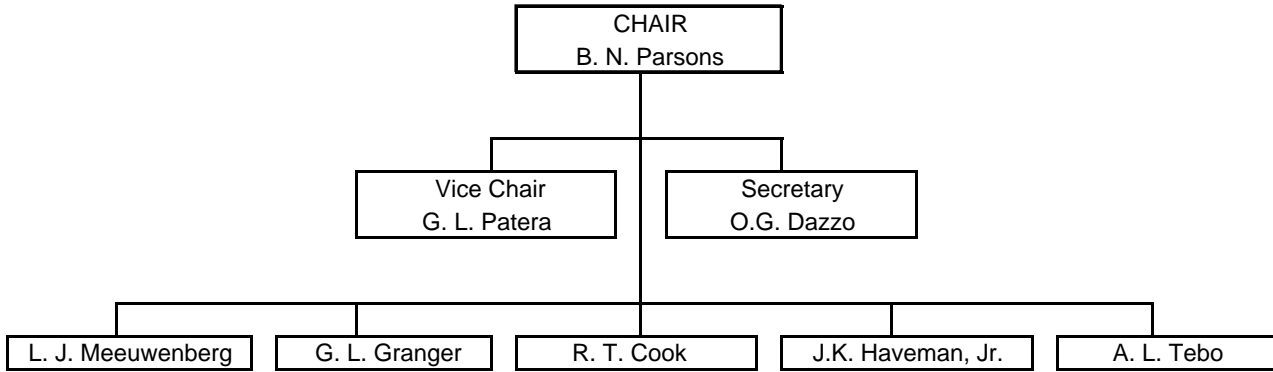 CHAIR
B. N. Parsons
Vice Chair
G. L. Patera
Secretary
O.G. Dazzo
L. J. Meeuwenberg
G. L. Granger
R. T. Cook
J.K. Haveman, Jr.
A. L. Tebo